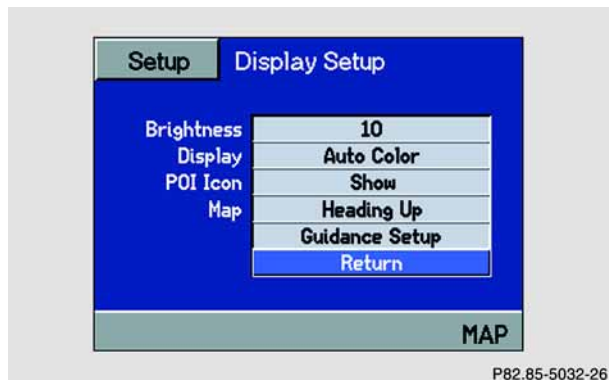 Setup Display Setup
Brightness 10
Display Auto Color
POI Icon Show
Map Heading Up
Guidance Setup
Return
MAP
P82.85-5032-26